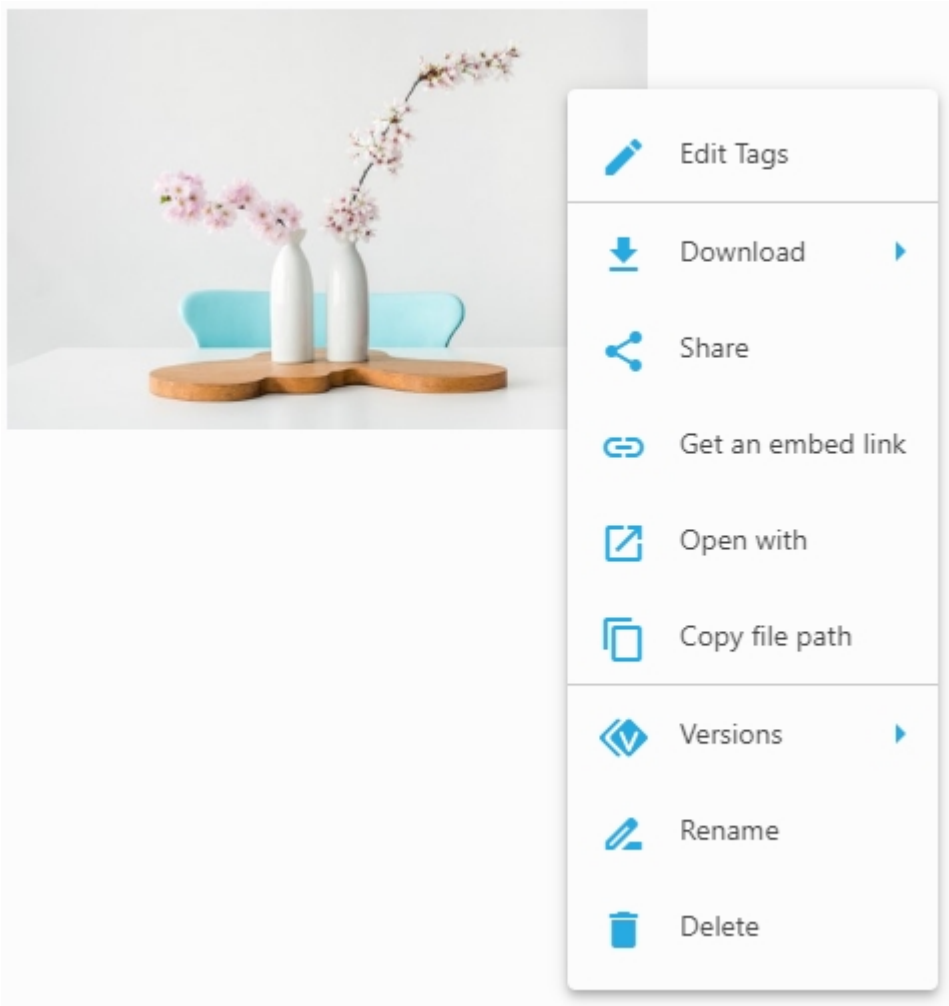 Edit Tags
Download
Share
Get an embed link
Open with
Copy file path
Versions
Rename
Delete